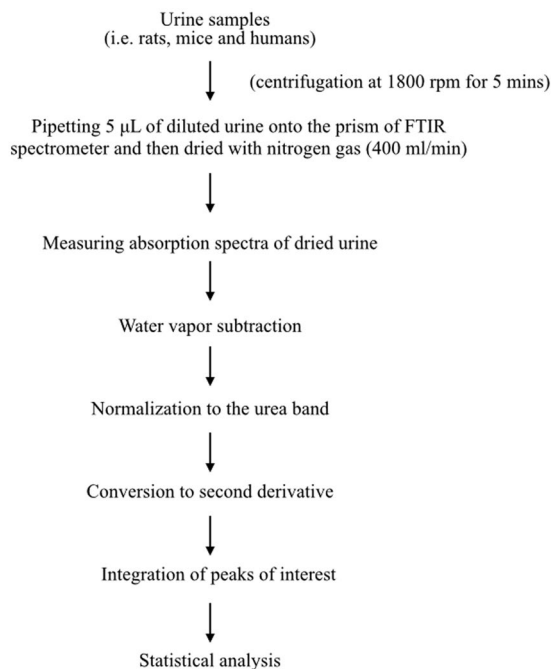 Urine samples
(i.e. rats, mice and humans)
(centrifugation at 1800 rpm for 5 mins)
Pipetting 5 μL of diluted urine onto the prism of FTIR
spectrometer and then dried with nitrogen gas (400 ml/min)
Measuring absorption spectra of dried urine
Water vapor subtraction
Normalization to the urea band
Conversion to second derivative
Integration of peaks of interest
Statistical analysis